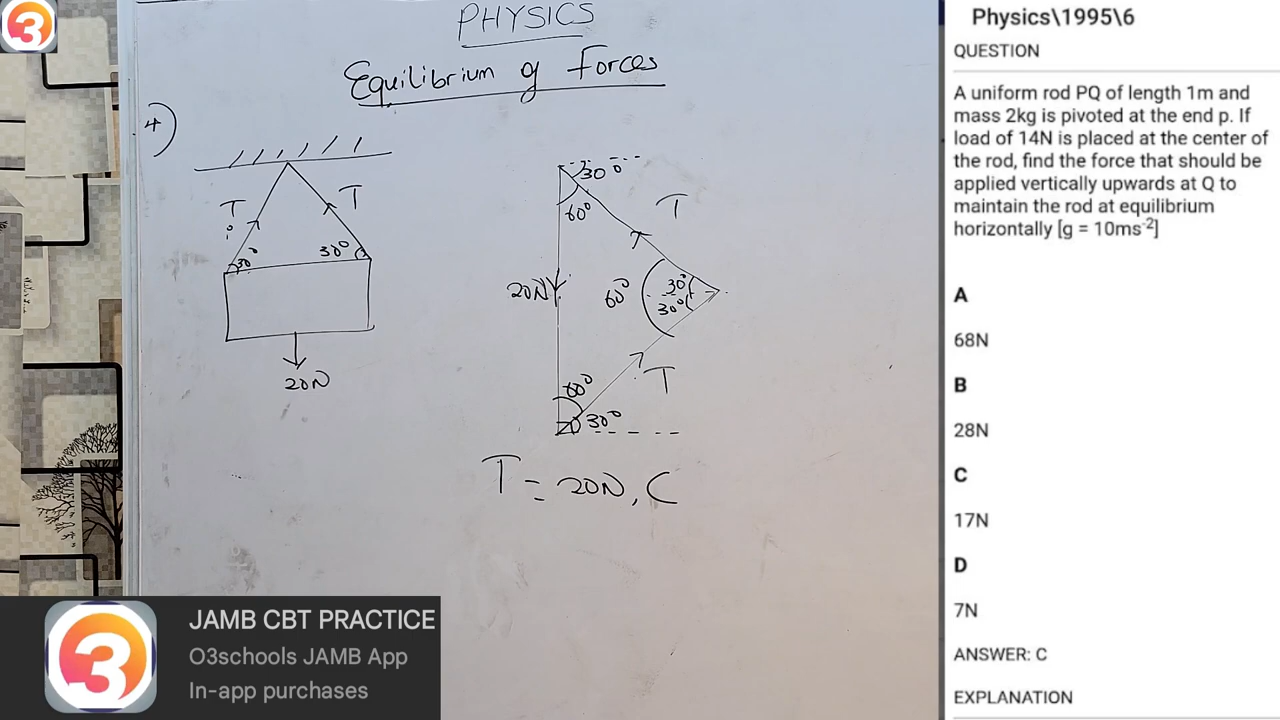 PHYSICS
Equilibrium of Forces
4)
T
T
30°
30°
20N
30°
60°
T
20N
60°
30°
30°
T
60°
30°
T = 20N, C
3
3
JAMB CBT PRACTICE
O3schools JAMB App
In-app purchases
Physics\1995\6
QUESTION
A uniform rod PQ of length 1m and
mass 2kg is pivoted at the end p. If
load of 14N is placed at the center of
the rod, find the force that should be
applied vertically upwards at Q to
maintain the rod at equilibrium
horizontally [g = 10ms⁻²]
A
68N
B
28N
C
17N
D
7N
ANSWER: C
EXPLANATION